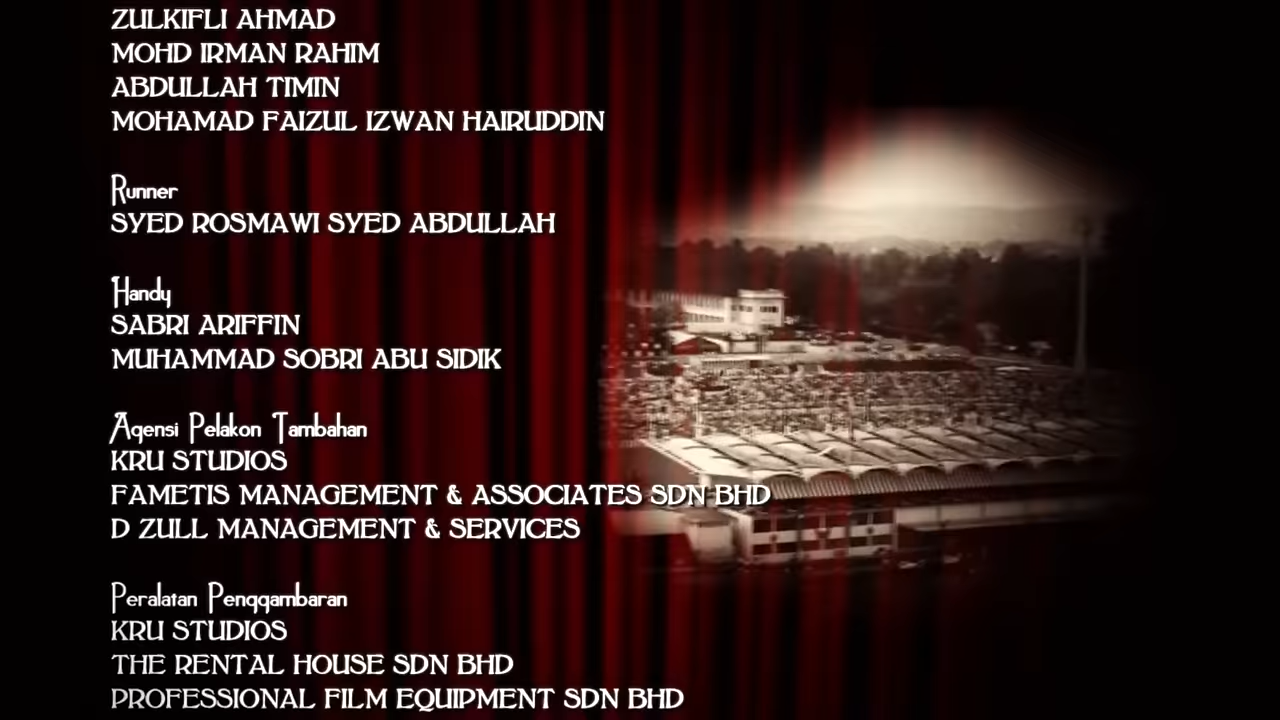 ZULKIFLI AHMAD
MOHD IRMAN RAHIM
ABDULLAH TIMIN
MOHAMAD FAIZUL IZWAN HAIRUDDIN
Runner
SYED ROSMAWI SYED ABDULLAH
Handy
SABRI ARIFFIN
MUHAMMAD SOBRI ABU SIDIK
Agensi Pelakon Tambahan
KRU STUDIOS
FAMETIS MANAGEMENT & ASSOCIATES SDN BHD
D ZULL MANAGEMENT & SERVICES
Peralatan Penggambaran
KRU STUDIOS
THE RENTAL HOUSE SDN BHD
PROFESSIONAL FILM EQUIPMENT SDN BHD